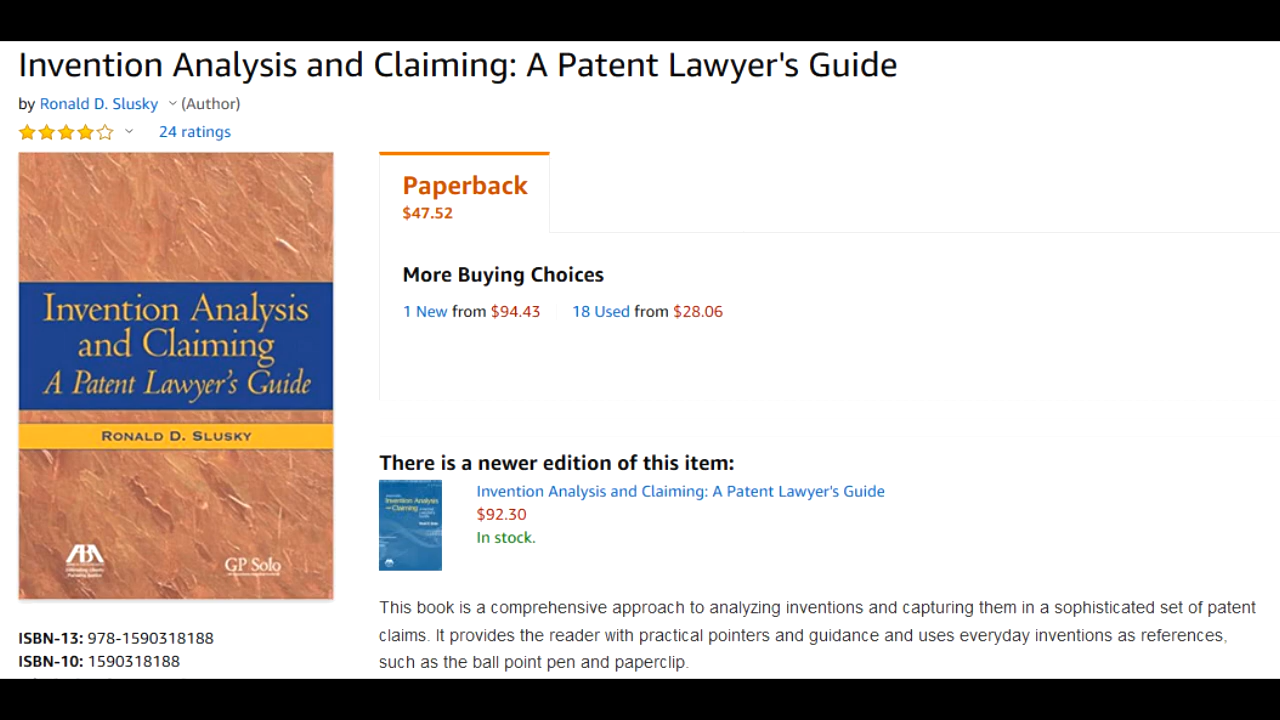 Invention Analysis and Claiming: A Patent Lawyer's Guide
by Ronald D. Slusky (Author)
24 ratings
Invention Analysis
and Claiming
A Patent Lawyer's Guide
RONALD D. SLUSKY
ABA
GP Solo
ISBN-13: 978-1590318188
ISBN-10: 1590318188
Paperback
$47.52
More Buying Choices
1 New from $94.43
18 Used from $28.06
There is a newer edition of this item:
Invention Analysis
and Claiming
Invention Analysis and Claiming: A Patent Lawyer's Guide
$92.30
In stock.
This book is a comprehensive approach to analyzing inventions and capturing them in a sophisticated set of patent
claims. It provides the reader with practical pointers and guidance and uses everyday inventions as references,
such as the ball point pen and paperclip.